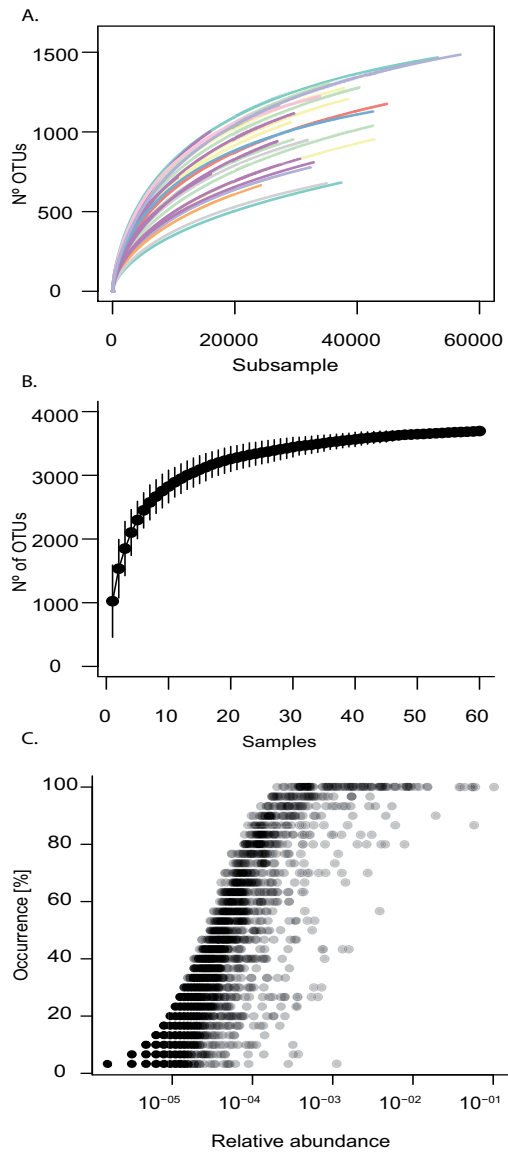 A.
Nº OTUs
1500
1000
500
0
0 20000 40000 60000
Subsample
B.
Nº of OTUs
4000
3000
2000
1000
0
0 10 20 30 40 50 60
Samples
C.
Occurrence [%]
100
80
60
40
20
0
10⁻⁰⁵ 10⁻⁰⁴ 10⁻⁰³ 10⁻⁰² 10⁻⁰¹
Relative abundance